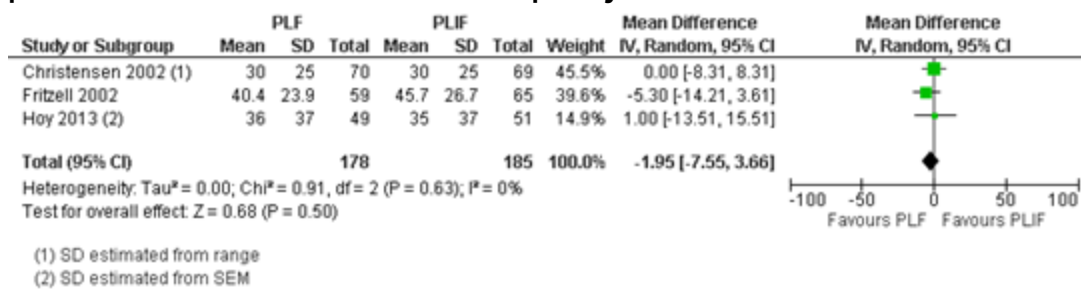 PLF PLIF Mean Difference Mean Difference
Study or Subgroup Mean SD Total Mean SD Total Weight IV, Random, 95% CI IV, Random, 95% CI
Christensen 2002 (1) 30 25 70 30 25 69 45.5% 0.00 [-8.31, 8.31]
Fritzell 2002 40.4 23.9 59 45.7 26.7 65 39.6% -5.30 [-14.21, 3.61]
Hoy 2013 (2) 36 37 49 35 37 51 14.9% 1.00 [-13.51, 15.51]
Total (95% CI) 178 185 100.0% -1.95 [-7.55, 3.66]
Heterogeneity: Tau² = 0.00; Chi² = 0.91, df = 2 (P = 0.63); I² = 0%
Test for overall effect: Z = 0.68 (P = 0.50)
-100 -50 0 50 100
Favours PLF Favours PLIF
(1) SD estimated from range
(2) SD estimated from SEM